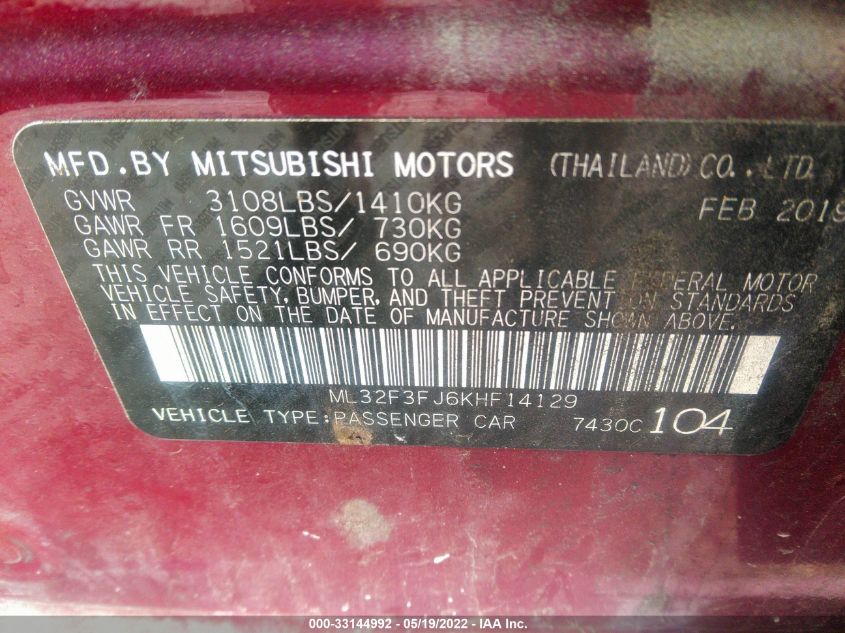 MFD.BY MITSUBISHI MOTORS (THAILAND) CO.,LTD.
GVWR 3108LBS/1410KG FEB 2019
GAWR FR 1609LBS/ 730KG
GAWR RR 1521LBS/ 690KG
THIS VEHICLE CONFORMS TO ALL APPLICABLE FEDERAL MOTOR
VEHICLE SAFETY, BUMPER, AND THEFT PREVENTION STANDARDS
IN EFFECT ON THE DATE OF MANUFACTURE SHOWN ABOVE.
ML32F3FJ6KHF14129
VEHICLE TYPE:PASSENGER CAR 7430C 104
000-33144992 - 05/19/2022 - IAA Inc.